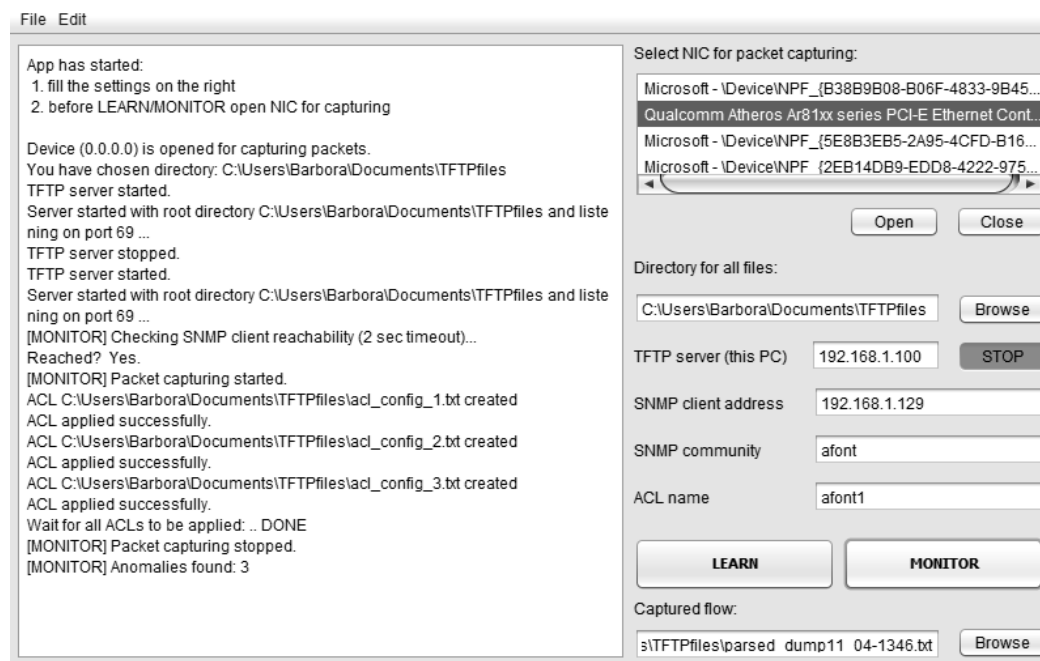 File Edit
App has started:
1. fill the settings on the right
2. before LEARN/MONITOR open NIC for capturing
Device (0.0.0.0) is opened for capturing packets.
You have chosen directory: C:\Users\Barbora\Documents\TFTPfiles
TFTP server started.
Server started with root directory C:\Users\Barbora\Documents\TFTPfiles and liste
ning on port 69 ...
TFTP server stopped.
TFTP server started.
Server started with root directory C:\Users\Barbora\Documents\TFTPfiles and liste
ning on port 69 ...
[MONITOR] Checking SNMP client reachability (2 sec timeout)...
Reached? Yes.
[MONITOR] Packet capturing started.
ACL C:\Users\Barbora\Documents\TFTPfiles\acl_config_1.txt created
ACL applied successfully.
ACL C:\Users\Barbora\Documents\TFTPfiles\acl_config_2.txt created
ACL applied successfully.
ACL C:\Users\Barbora\Documents\TFTPfiles\acl_config_3.txt created
ACL applied successfully.
Wait for all ACLs to be applied: .. DONE
[MONITOR] Packet capturing stopped.
[MONITOR] Anomalies found: 3
Select NIC for packet capturing:
Microsoft - \Device\NPF_{B38B9B08-B06F-4833-9B45...
Qualcomm Atheros Ar81xx series PCI-E Ethernet Cont...
Microsoft - \Device\NPF_{5E8B3EB5-2A95-4CFD-B16...
Microsoft - \Device\NPF_{2EB14DB9-EDD8-4222-975...
Open Close
Directory for all files:
C:\Users\Barbora\Documents\TFTPfiles Browse
TFTP server (this PC) 192.168.1.100 STOP
SNMP client address 192.168.1.129
SNMP community afont
ACL name afont1
LEARN MONITOR
Captured flow:
s\TFTPfiles\parsed_dump11_04-1346.txt Browse